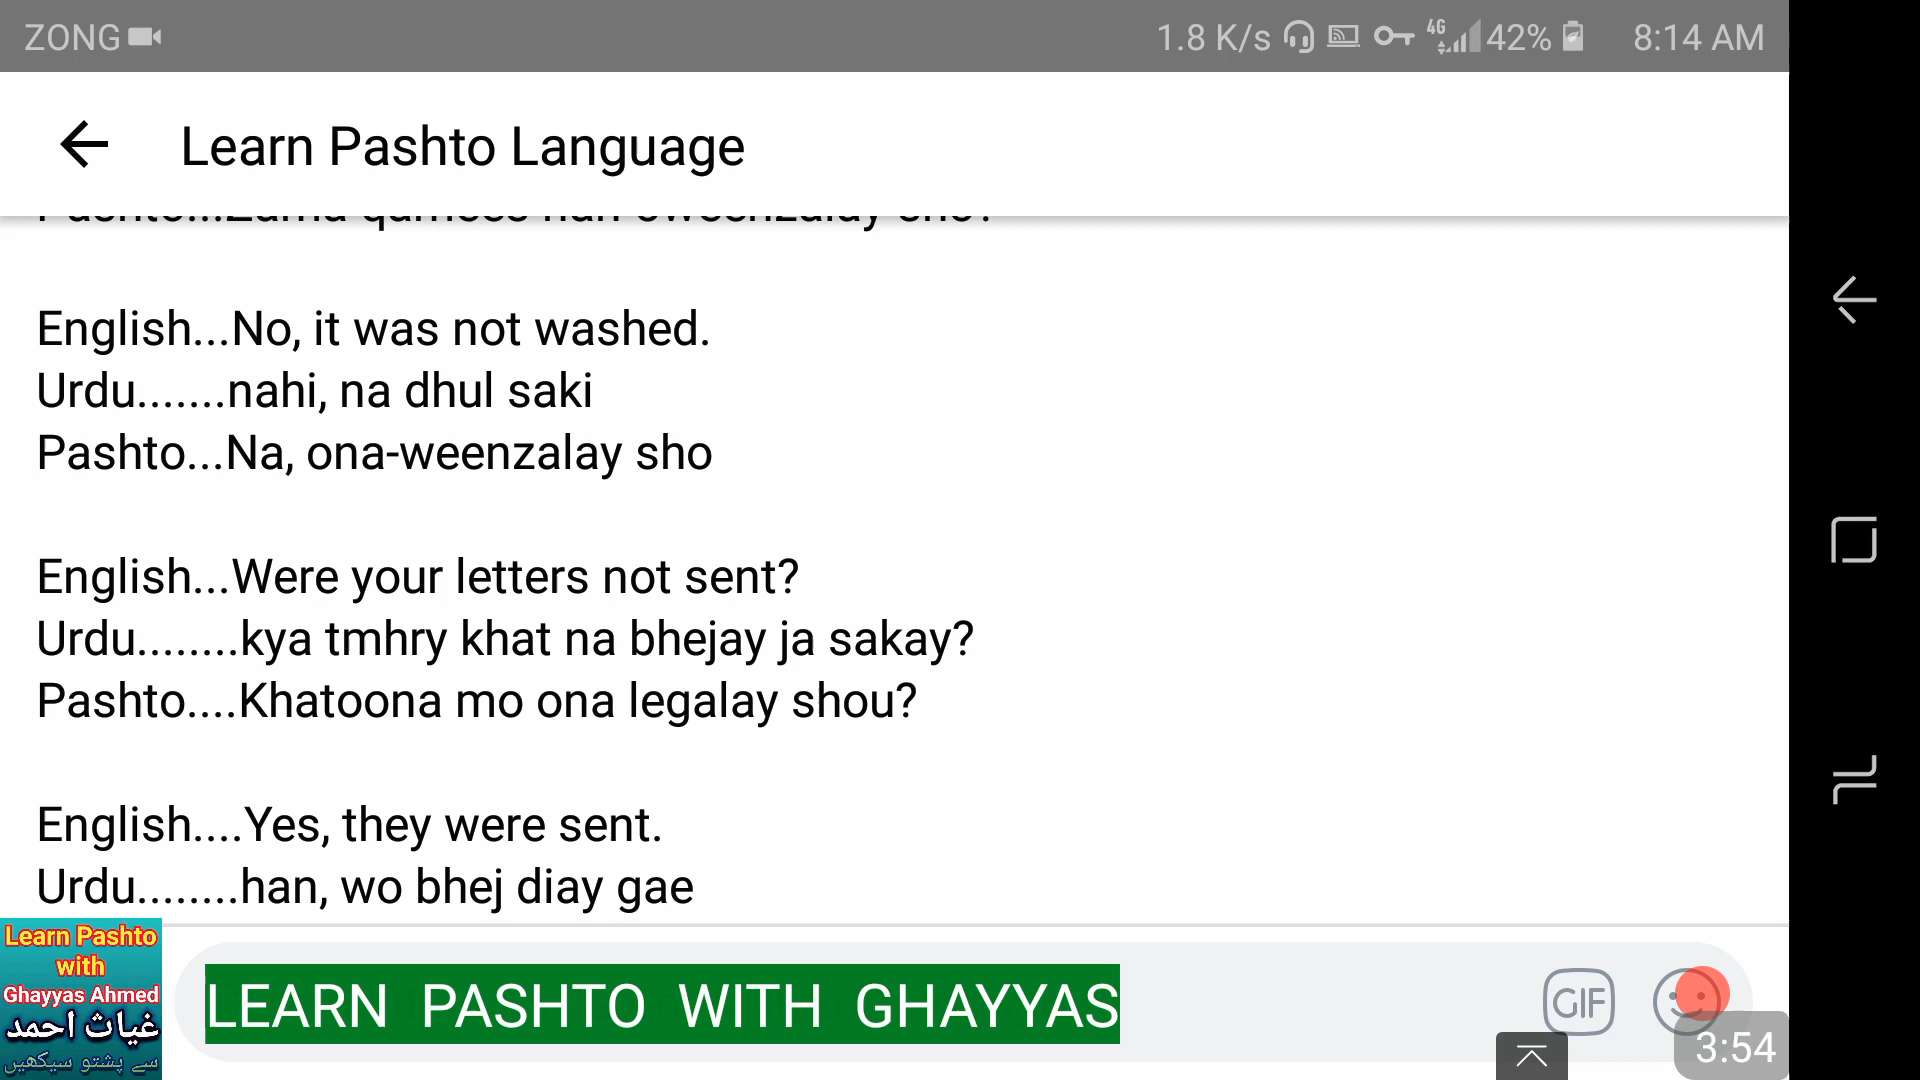 ZONG 1.8 K/s 4G 42% 8:14 AM
Learn Pashto Language
English...No, it was not washed.
Urdu.......nahi, na dhul saki
Pashto...Na, ona-weenzalay sho
English...Were your letters not sent?
Urdu........kya tmhry khat na bhejay ja sakay?
Pashto....Khatoona mo ona legalay shou?
English....Yes, they were sent.
Urdu........han, wo bhej diay gae
Learn Pashto
with
Ghayyas Ahmed
غیاث احمد
سے پشتو سیکھیں
LEARN PASHTO WITH GHAYYAS
GIF
3:54